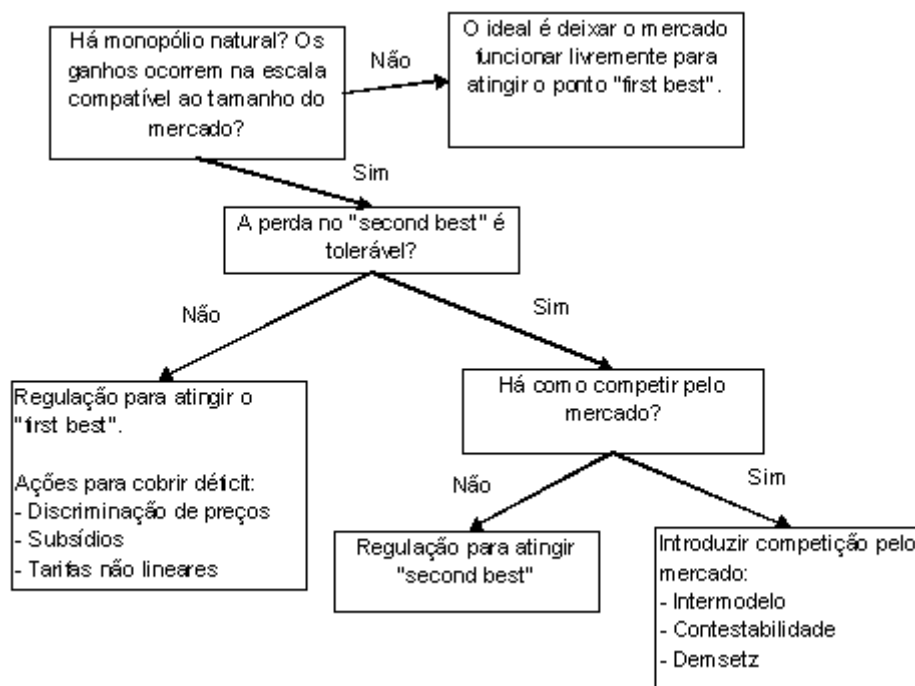 Há monopólio natural? Os
ganhos ocorrem na escala
compatível ao tamanho do
mercado?
Não
O ideal é deixar o mercado
funcionar livremente para
atingir o ponto "first best".
Sim
A perda no "second best" é
tolerável?
Não
Sim
Regulação para atingir o
"first best".
Ações para cobrir déficit:
- Discriminação de preços
- Subsídios
- Tarifas não lineares
Há como competir pelo
mercado?
Não
Sim
Regulação para atingir
"second best"
Introduzir competição pelo
mercado:
- Intermodelo
- Contestabilidade
- Demsetz